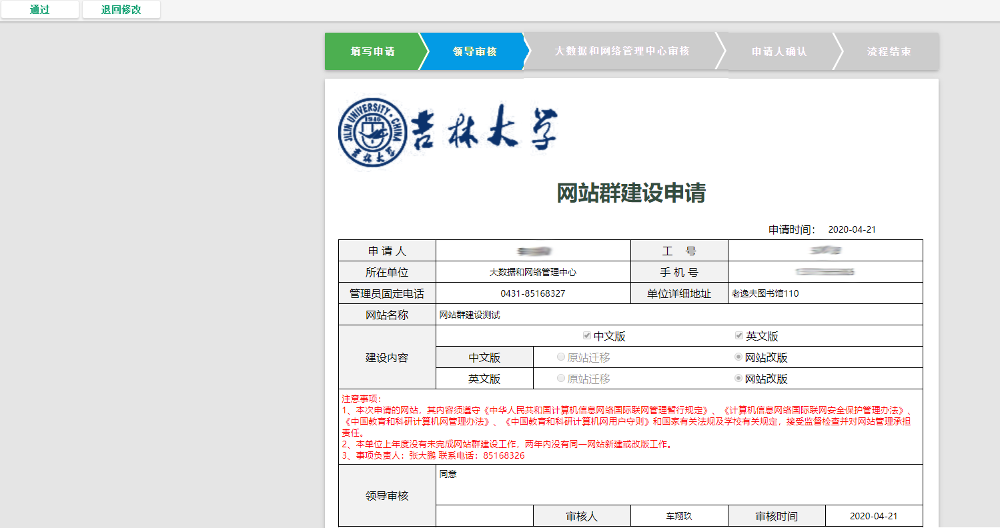 通过 退回修改
填写申请 领导审核 大数据和网络管理中心审核 申请人确认 流程结束
JILIN UNIVERSITY · CHINA
1946
吉林大学
吉林大学
网站群建设申请
申请时间： 2020-04-21
申 请 人 工 号
所在单位 大数据和网络管理中心 手 机 号
管理员固定电话 0431-85168327 单位详细地址 老逸夫图书馆110
网站名称 网站群建设测试
中文版 英文版
建设内容 中文版 原站迁移 网站改版
英文版 原站迁移 网站改版
注意事项：
1、本次申请的网站，其内容须遵守《中华人民共和国计算机信息网络国际联网管理暂行规定》、《计算机信息网络国际联网安全保护管理办法》、
《中国教育和科研计算机网管理办法》、《中国教育和科研计算机网用户守则》和国家有关法规及学校有关规定，接受监督检查并对网站管理承担
责任。
2、本单位上年度没有未完成网站群建设工作，两年内没有同一网站新建或改版工作。
3、事项负责人：张大鹏 联系电话：85168326
同意
领导审核
审核人 车翔玖 审核时间 2020-04-21